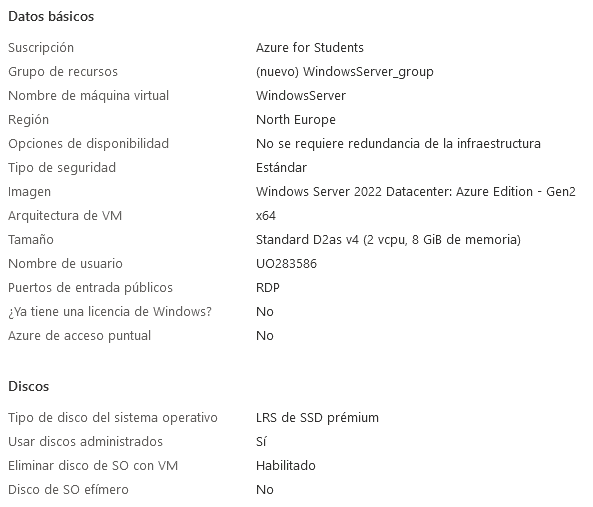 Datos básicos
Suscripción Azure for Students
Grupo de recursos (nuevo) WindowsServer_group
Nombre de máquina virtual WindowsServer
Región North Europe
Opciones de disponibilidad No se requiere redundancia de la infraestructura
Tipo de seguridad Estándar
Imagen Windows Server 2022 Datacenter: Azure Edition - Gen2
Arquitectura de VM x64
Tamaño Standard D2as v4 (2 vcpu, 8 GiB de memoria)
Nombre de usuario UO283586
Puertos de entrada públicos RDP
¿Ya tiene una licencia de Windows? No
Azure de acceso puntual No
Discos
Tipo de disco del sistema operativo LRS de SSD prémium
Usar discos administrados Sí
Eliminar disco de SO con VM Habilitado
Disco de SO efímero No